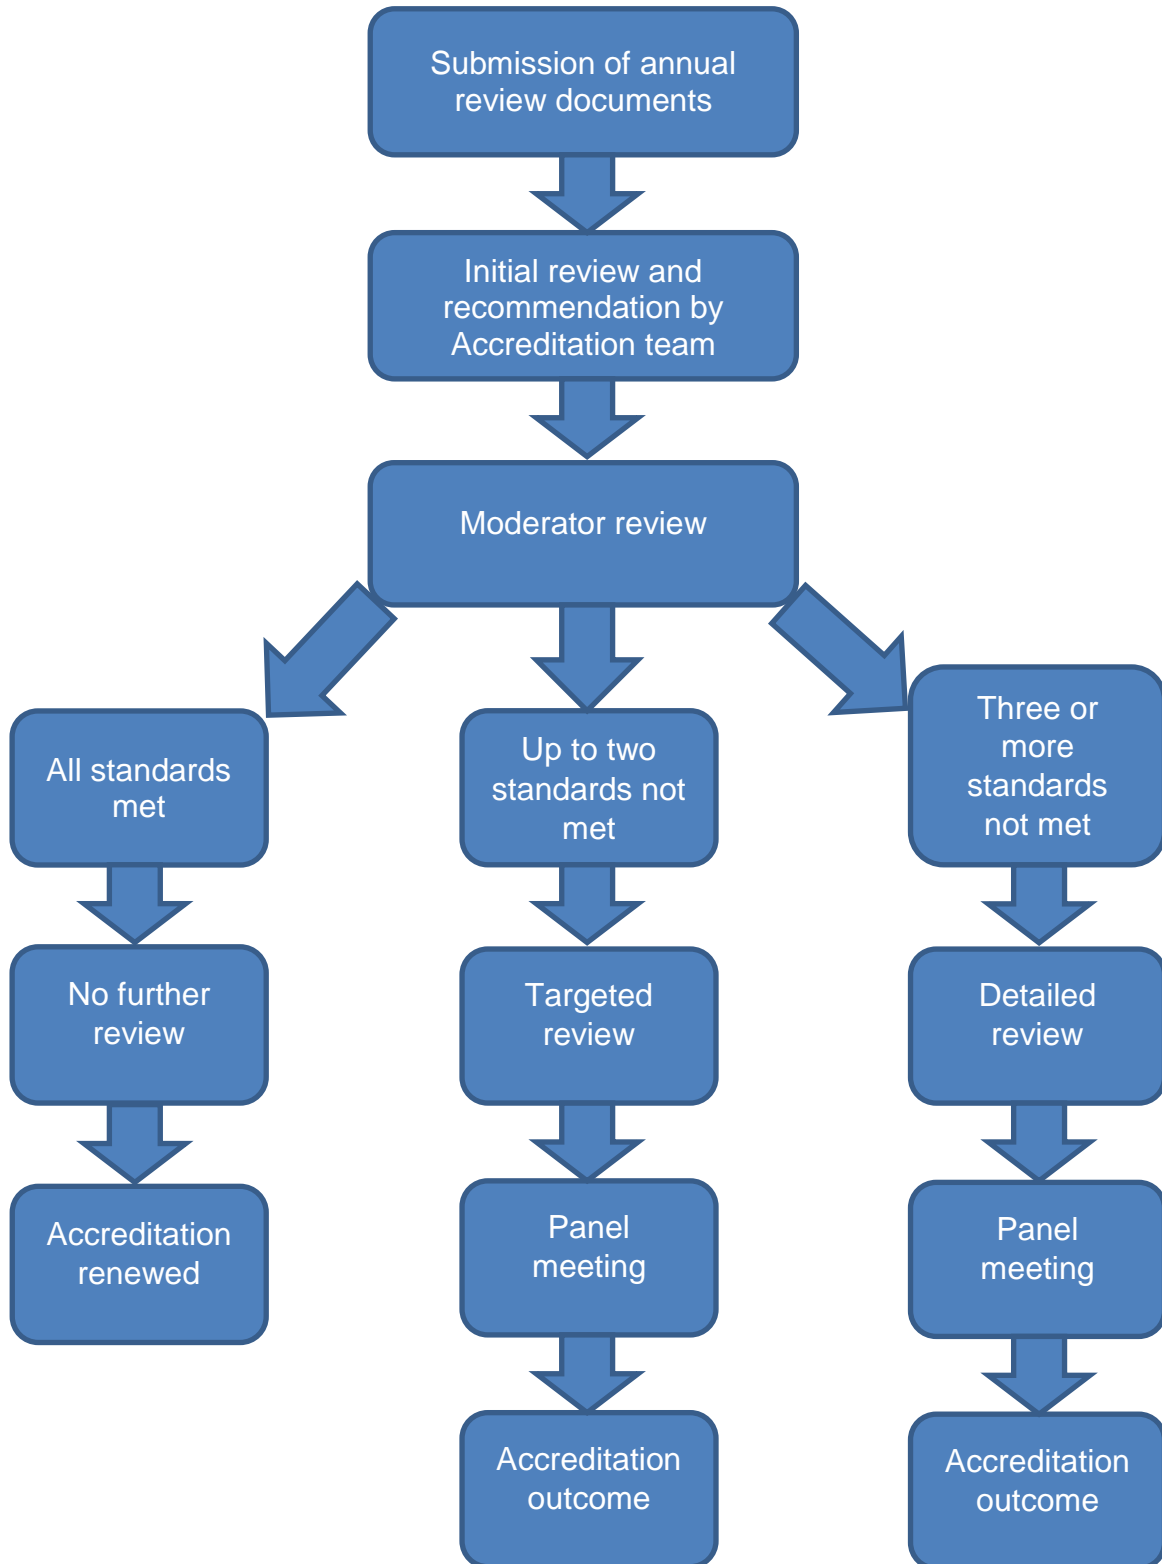 Submission of annual
review documents
Initial review and
recommendation by
Accreditation team
Moderator review
All standards
met
Up to two
standards not
met
Three or
more
standards
not met
No further
review
Targeted
review
Detailed
review
Accreditation
renewed
Panel
meeting
Panel
meeting
Accreditation
outcome
Accreditation
outcome